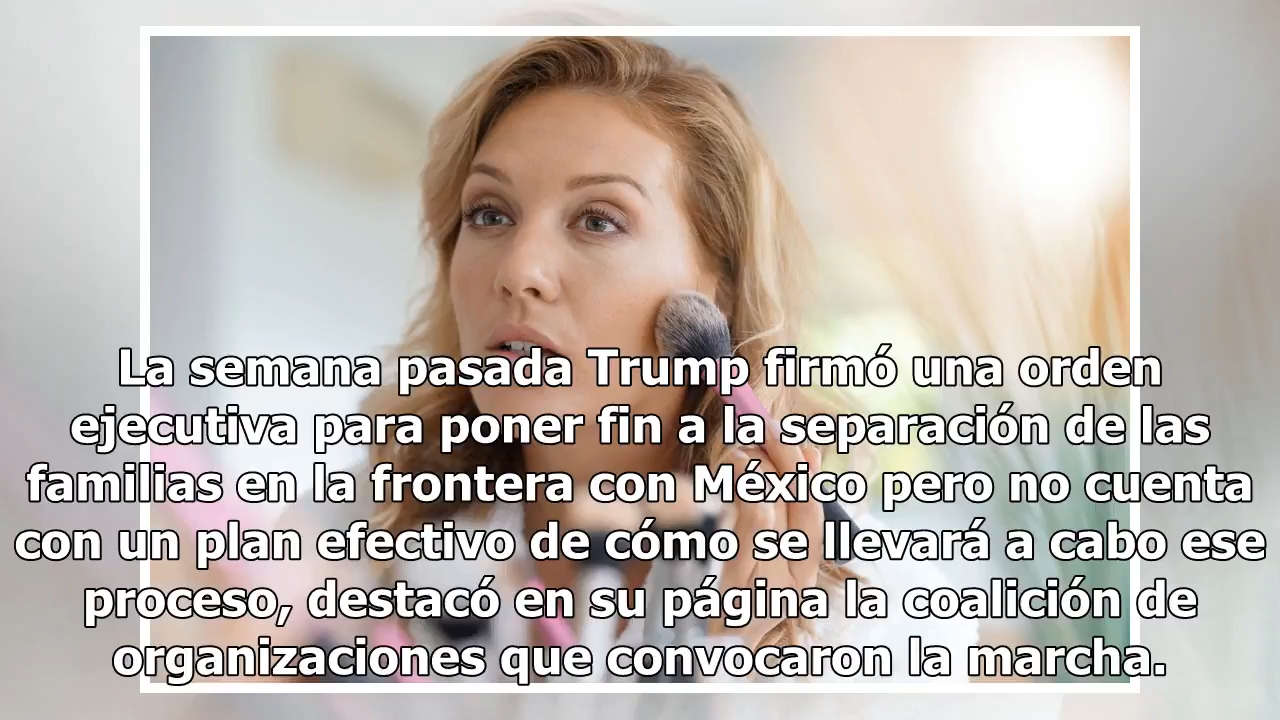 La semana pasada Trump firmó una orden
ejecutiva para poner fin a la separación de las
familias en la frontera con México pero no cuenta
con un plan efectivo de cómo se llevará a cabo ese
proceso, destacó en su página la coalición de
organizaciones que convocaron la marcha.